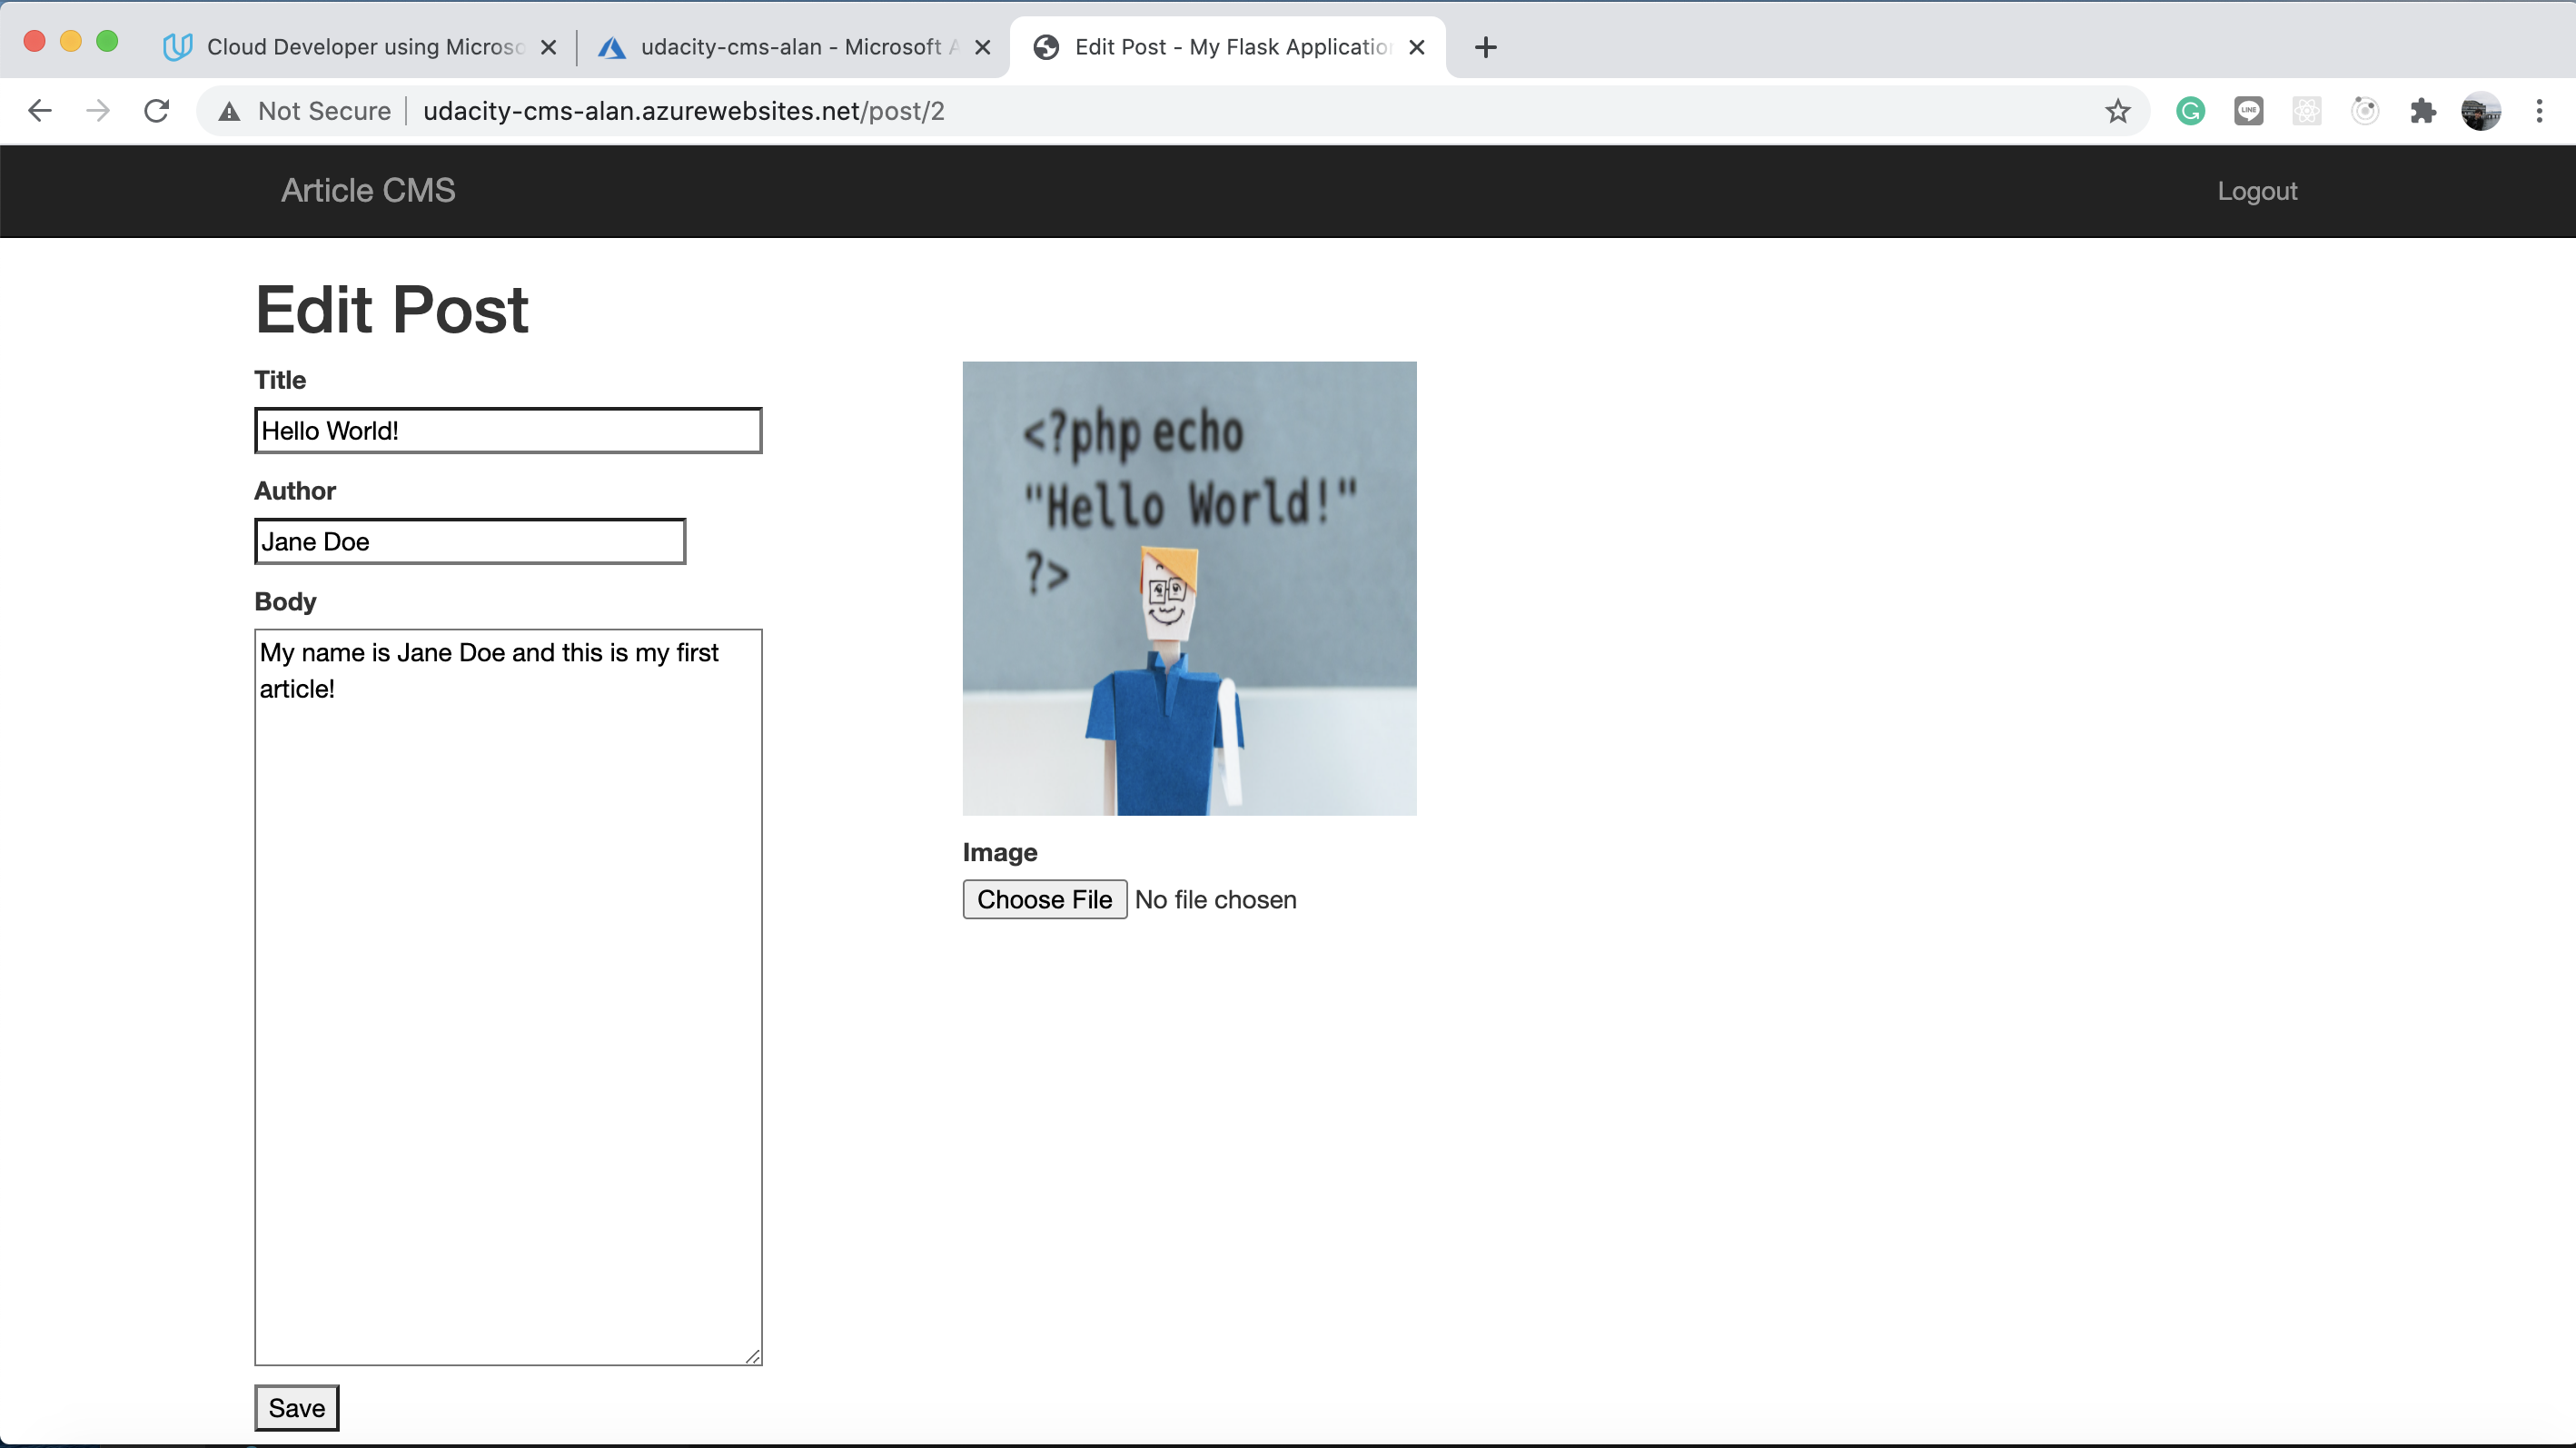 Cloud Developer using Microso
udacity-cms-alan - Microsoft A
Edit Post - My Flask Application
Not Secure
udacity-cms-alan.azurewebsites.net/post/2
Article CMS
Logout
Edit Post
Title
Hello World!
Author
Jane Doe
Body
My name is Jane Doe and this is my first
article!
<?php echo
"Hello World!"
?>
Image
Choose File No file chosen
Save